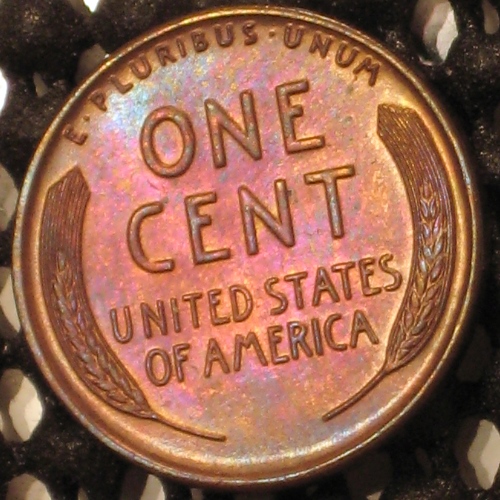 E·PLURIBUS·UNUM
ONE
CENT
UNITED STATES
OF AMERICA